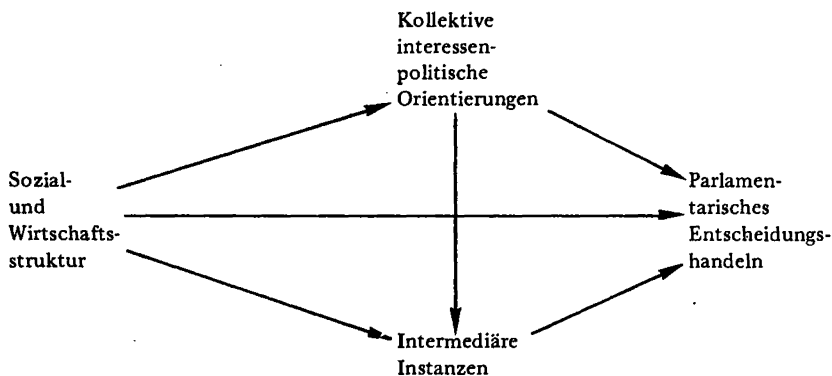 Kollektive
interessen-
politische
Orientierungen
Sozial-
und
Wirtschafts-
struktur
Parlamen-
tarisches
Entscheidungs-
handeln
Intermediäre
Instanzen